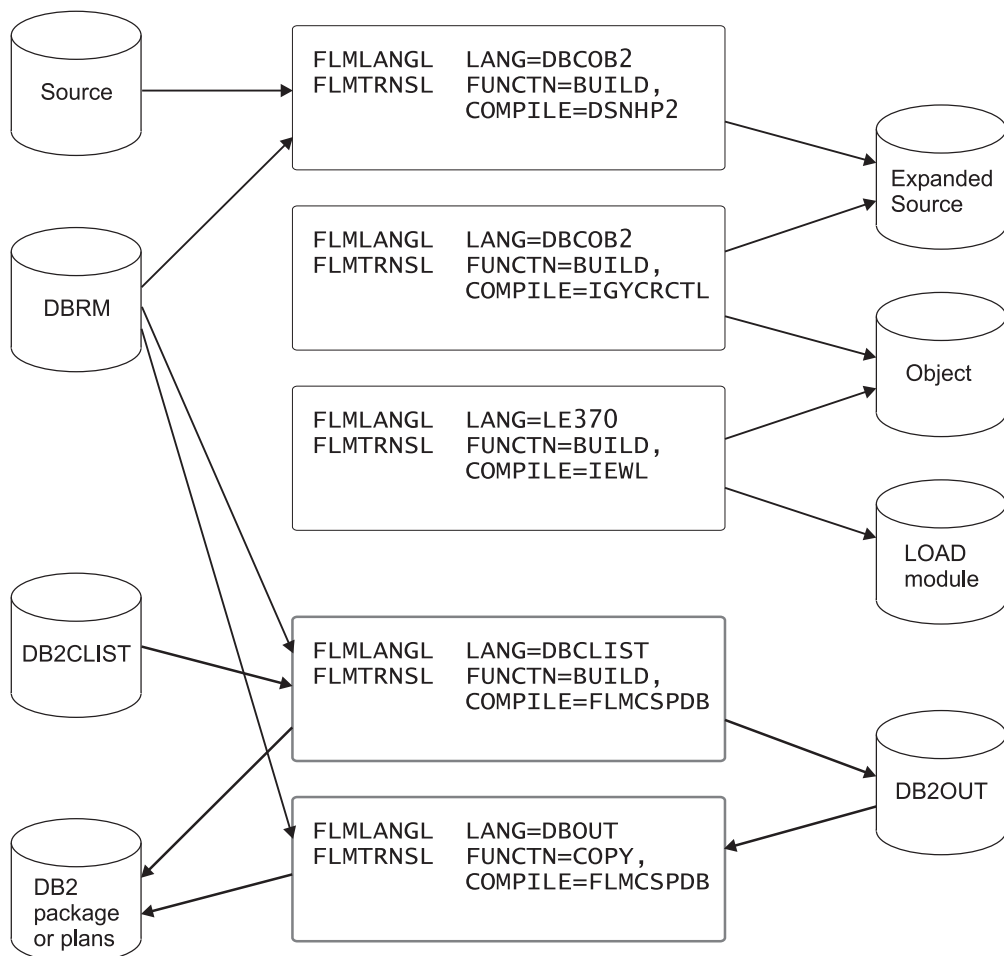 Source
FLMLANGL LANG=DBCOB2
FLMTRNSL FUNCTN=BUILD,
COMPILE=DSNHP2
Expanded
Source
DBRM
FLMLANGL LANG=DBCOB2
FLMTRNSL FUNCTN=BUILD,
COMPILE=IGYCRCTL
Object
FLMLANGL LANG=LE370
FLMTRNSL FUNCTN=BUILD,
COMPILE=IEWL
LOAD
module
DB2CLIST
FLMLANGL LANG=DBCLIST
FLMTRNSL FUNCTN=BUILD,
COMPILE=FLMCSPDB
DB2OUT
FLMLANGL LANG=DBOUT
FLMTRNSL FUNCTN=COPY,
COMPILE=FLMCSPDB
DB2
package
or plans